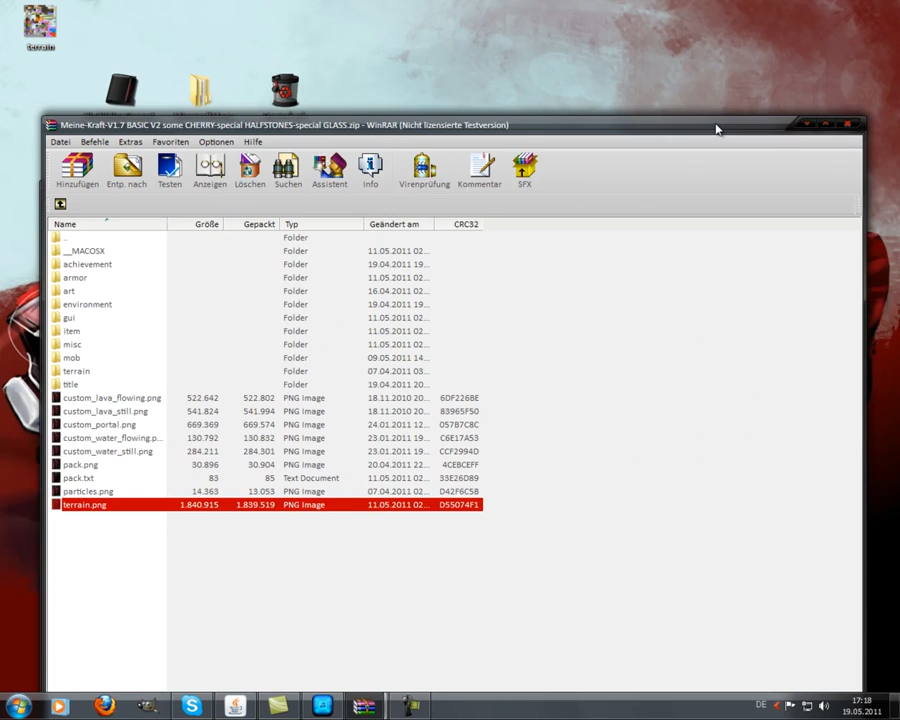 terrain
Meine-Kraft-V1.7 BASIC V2 some CHERRY-special HALFSTONES-special GLASS.zip - WinRAR (Nicht lizensierte Testversion)
Datei Befehle Extras Favoriten Optionen Hilfe
Hinzufügen Entp. nach Testen Anzeigen Löschen Suchen Assistent Info Virenprüfung Kommentar SFX
Name Größe Gepackt Typ Geändert am CRC32
.. Folder
__MACOSX Folder 11.05.2011 02...
achievement Folder 19.04.2011 19...
armor Folder 11.05.2011 02...
art Folder 16.04.2011 02...
environment Folder 19.04.2011 19...
gui Folder 11.05.2011 02...
item Folder 11.05.2011 02...
misc Folder 11.05.2011 02...
mob Folder 09.05.2011 14...
terrain Folder 07.04.2011 03...
title Folder 19.04.2011 20...
custom_lava_flowing.png 522.642 522.802 PNG Image 18.11.2010 20... 6DF226BE
custom_lava_still.png 541.824 541.994 PNG Image 18.11.2010 20... 83965F50
custom_portal.png 669.369 669.574 PNG Image 24.01.2011 12... 057B7C8C
custom_water_flowing.p... 130.792 130.832 PNG Image 23.01.2011 19... C6E17A53
custom_water_still.png 284.211 284.301 PNG Image 23.01.2011 19... CCF2994D
pack.png 30.896 30.904 PNG Image 20.04.2011 22... 4CEBCEFF
pack.txt 83 85 Text Document 11.05.2011 02... 33E26D89
particles.png 14.363 13.053 PNG Image 07.04.2011 02... D42F6C5B
terrain.png 1.840.915 1.839.519 PNG Image 11.05.2011 02... D55074F1
DE
17:18
19.05.2011